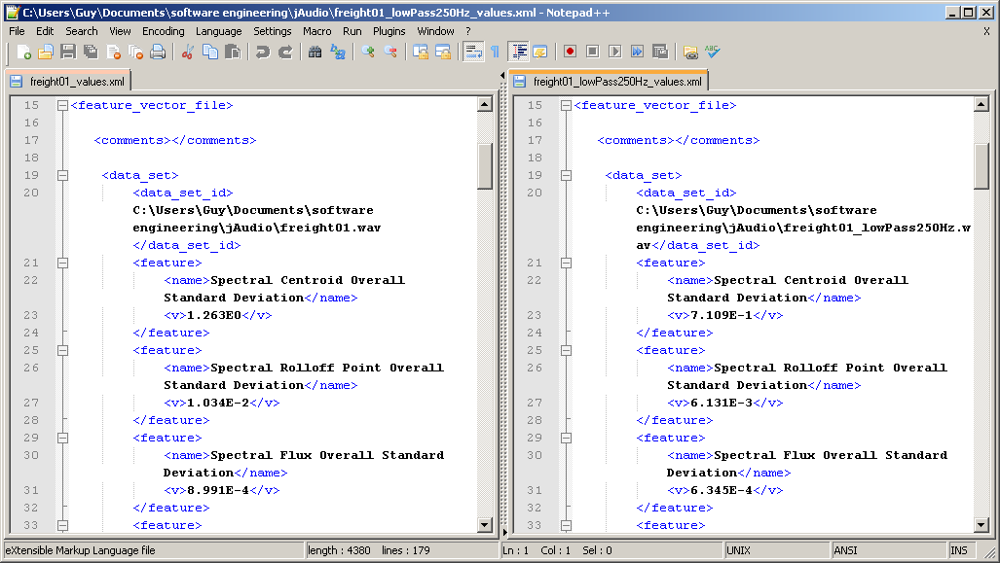 C:\Users\Guy\Documents\software engineering\jAudio\freight01_lowPass250Hz_values.xml - Notepad++
File Edit Search View Encoding Language Settings Macro Run Plugins Window ? X
freight01_values.xml
15 <feature_vector_file>
16
17 <comments></comments>
18
19 <data_set>
20 <data_set_id>
C:\Users\Guy\Documents\software
engineering\jAudio\freight01.wav
</data_set_id>
21 <feature>
22 <name>Spectral Centroid Overall
Standard Deviation</name>
23 <v>1.263E0</v>
24 </feature>
25 <feature>
26 <name>Spectral Rolloff Point Overall
Standard Deviation</name>
27 <v>1.034E-2</v>
28 </feature>
29 <feature>
30 <name>Spectral Flux Overall Standard
Deviation</name>
31 <v>8.991E-4</v>
32 </feature>
33 <feature>
freight01_lowPass250Hz_values.xml
15 <feature_vector_file>
16
17 <comments></comments>
18
19 <data_set>
20 <data_set_id>
C:\Users\Guy\Documents\software
engineering\jAudio\freight01_lowPass250Hz.w
av</data_set_id>
21 <feature>
22 <name>Spectral Centroid Overall
Standard Deviation</name>
23 <v>7.109E-1</v>
24 </feature>
25 <feature>
26 <name>Spectral Rolloff Point Overall
Standard Deviation</name>
27 <v>6.131E-3</v>
28 </feature>
29 <feature>
30 <name>Spectral Flux Overall Standard
Deviation</name>
31 <v>6.345E-4</v>
32 </feature>
33 <feature>
eXtensible Markup Language file length : 4380 lines : 179 Ln : 1 Col : 1 Sel : 0 UNIX ANSI INS